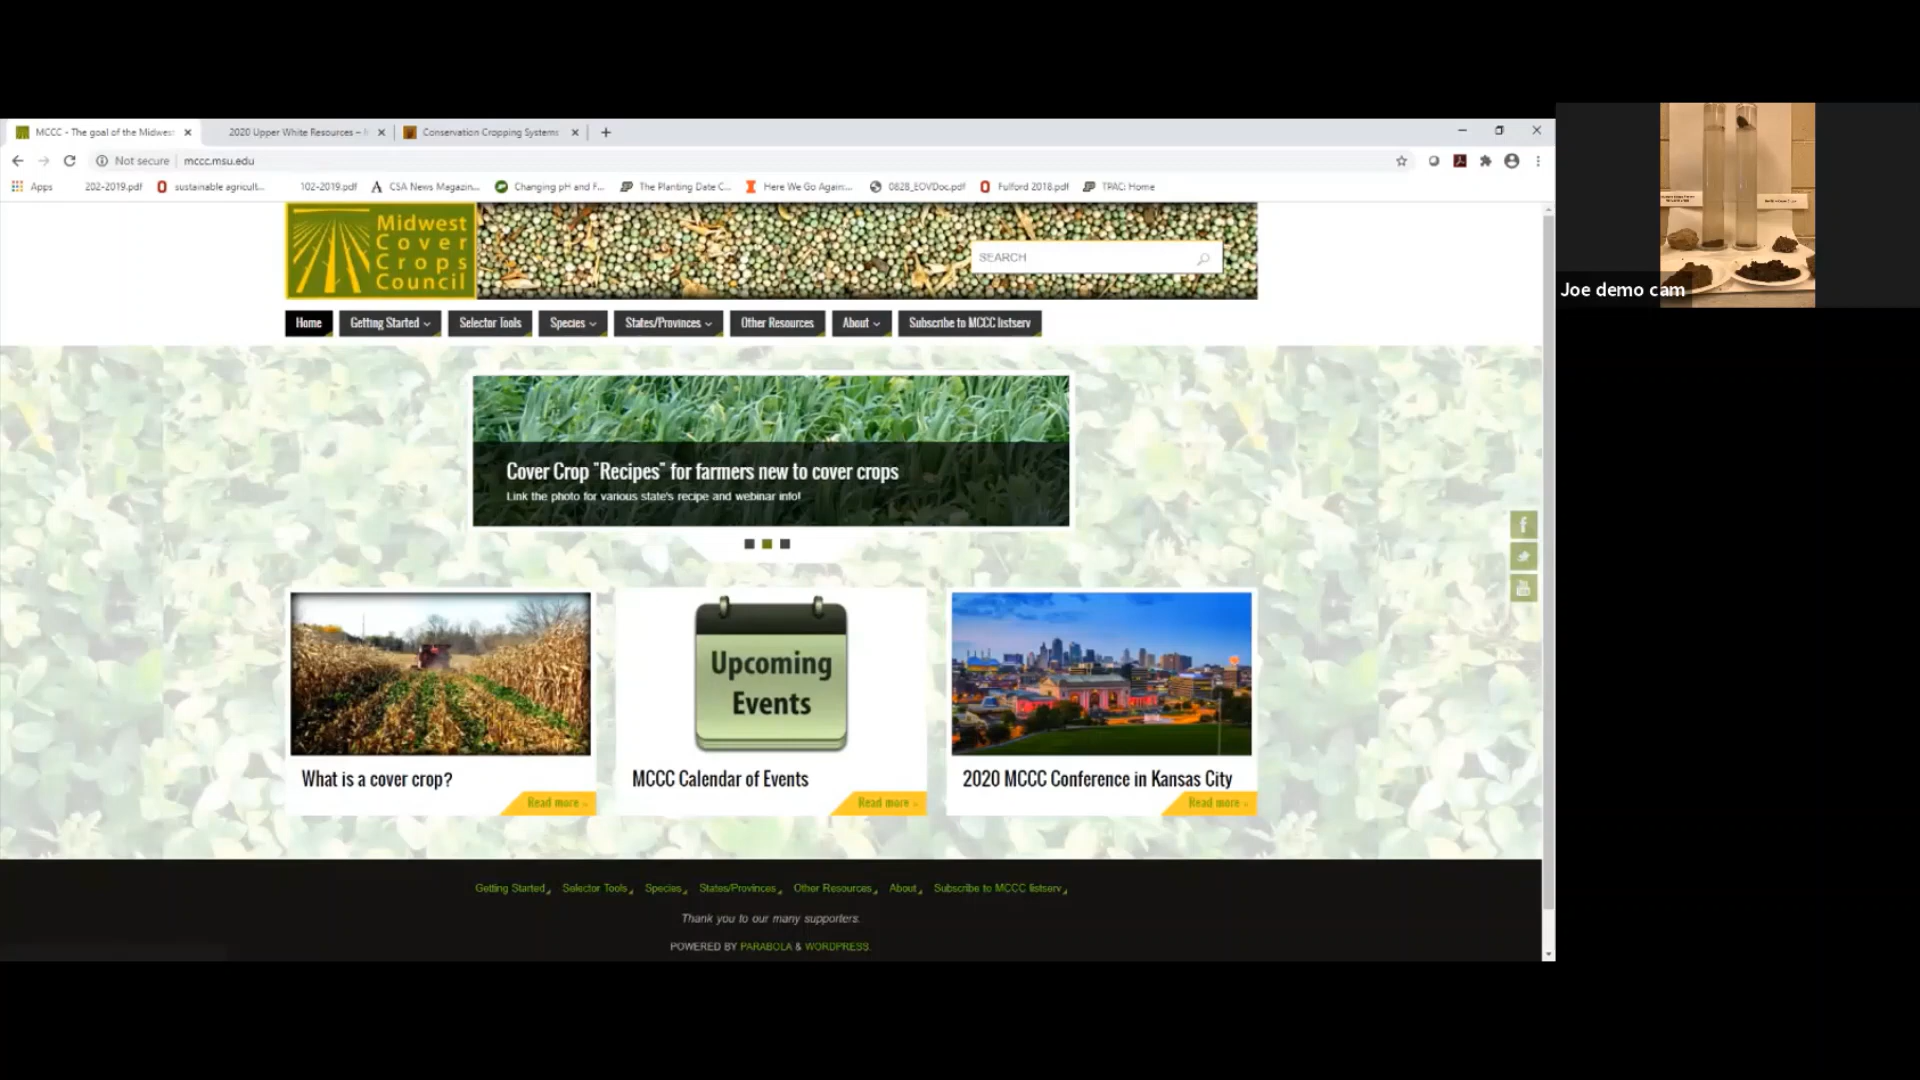 MCCC - The goal of the Midwes
2020 Upper White Resources –
Conservation Cropping Systems
Not secure
mccc.msu.edu
Apps
202-2019.pdf
sustainable agricult...
102-2019.pdf
CSA News Magazin...
Changing pH and F...
The Planting Date C...
Here We Go Again:...
0828_EOVDoc.pdf
Fulford 2018.pdf
TPAC: Home
Midwest
Cover
Crops
Council
SEARCH
Home
Getting Started
Selector Tools
Species
States/Provinces
Other Resources
About
Subscribe to MCCC listserv
Cover Crop "Recipes" for farmers new to cover crops
Link the photo for various state's recipe and webinar info!
Upcoming
Events
What is a cover crop?
Read more »
MCCC Calendar of Events
Read more »
2020 MCCC Conference in Kansas City
Read more »
Getting Started
Selector Tools
Species
States/Provinces
Other Resources
About
Subscribe to MCCC listserv
Thank you to our many supporters.
POWERED BY PARABOLA & WORDPRESS.
Joe demo cam